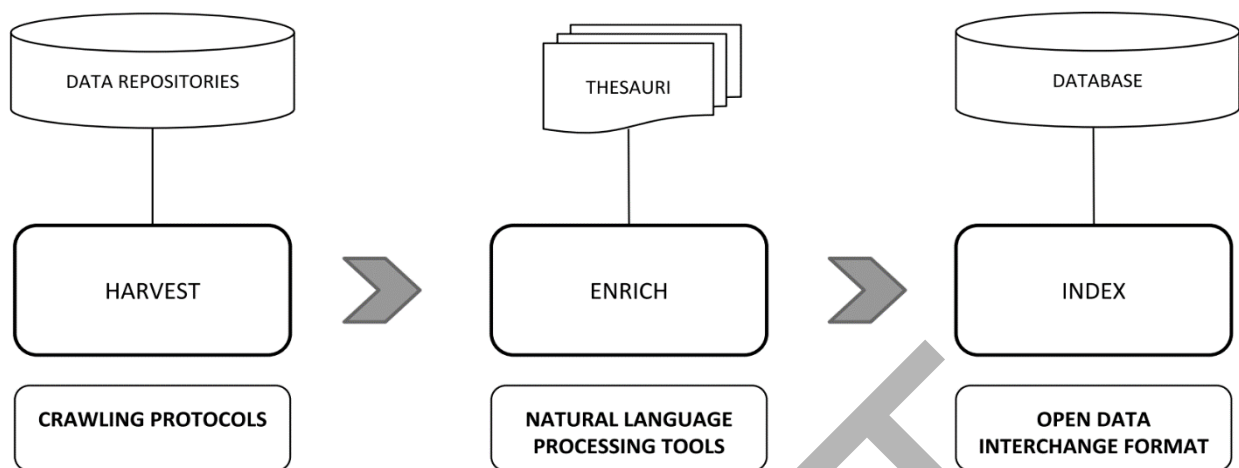 DATA REPOSITORIES
THESAURI
DATABASE
HARVEST
ENRICH
INDEX
CRAWLING PROTOCOLS
NATURAL LANGUAGE
PROCESSING TOOLS
OPEN DATA
INTERCHANGE FORMAT